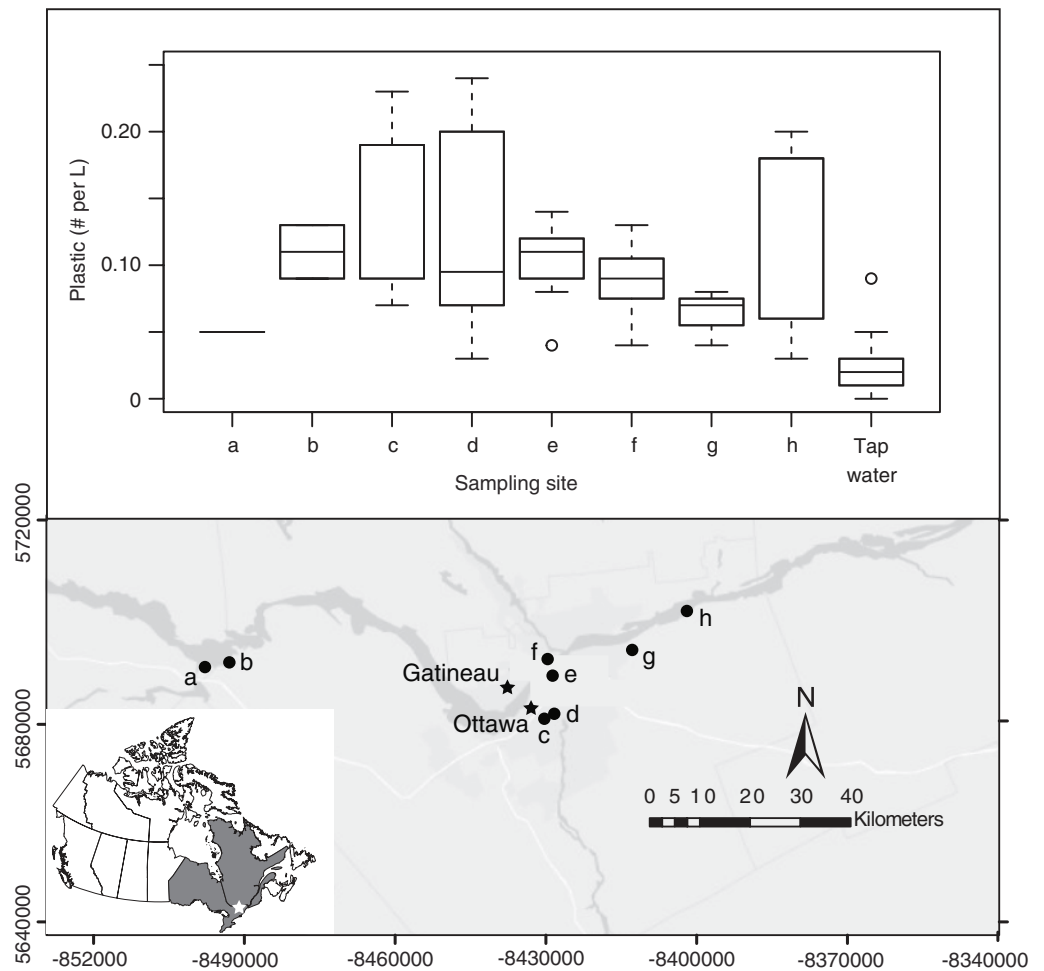 Plastic (# per L)
0.20
0.10
0
a b c d e f g h Tap
water
Sampling site
5720000
5680000
5640000
a
b
f
e
g
h
Gatineau
Ottawa
d
c
N
0 5 10 20 30 40
Kilometers
-852000 -8490000 -8460000 -8430000 -8400000 -8370000 -8340000